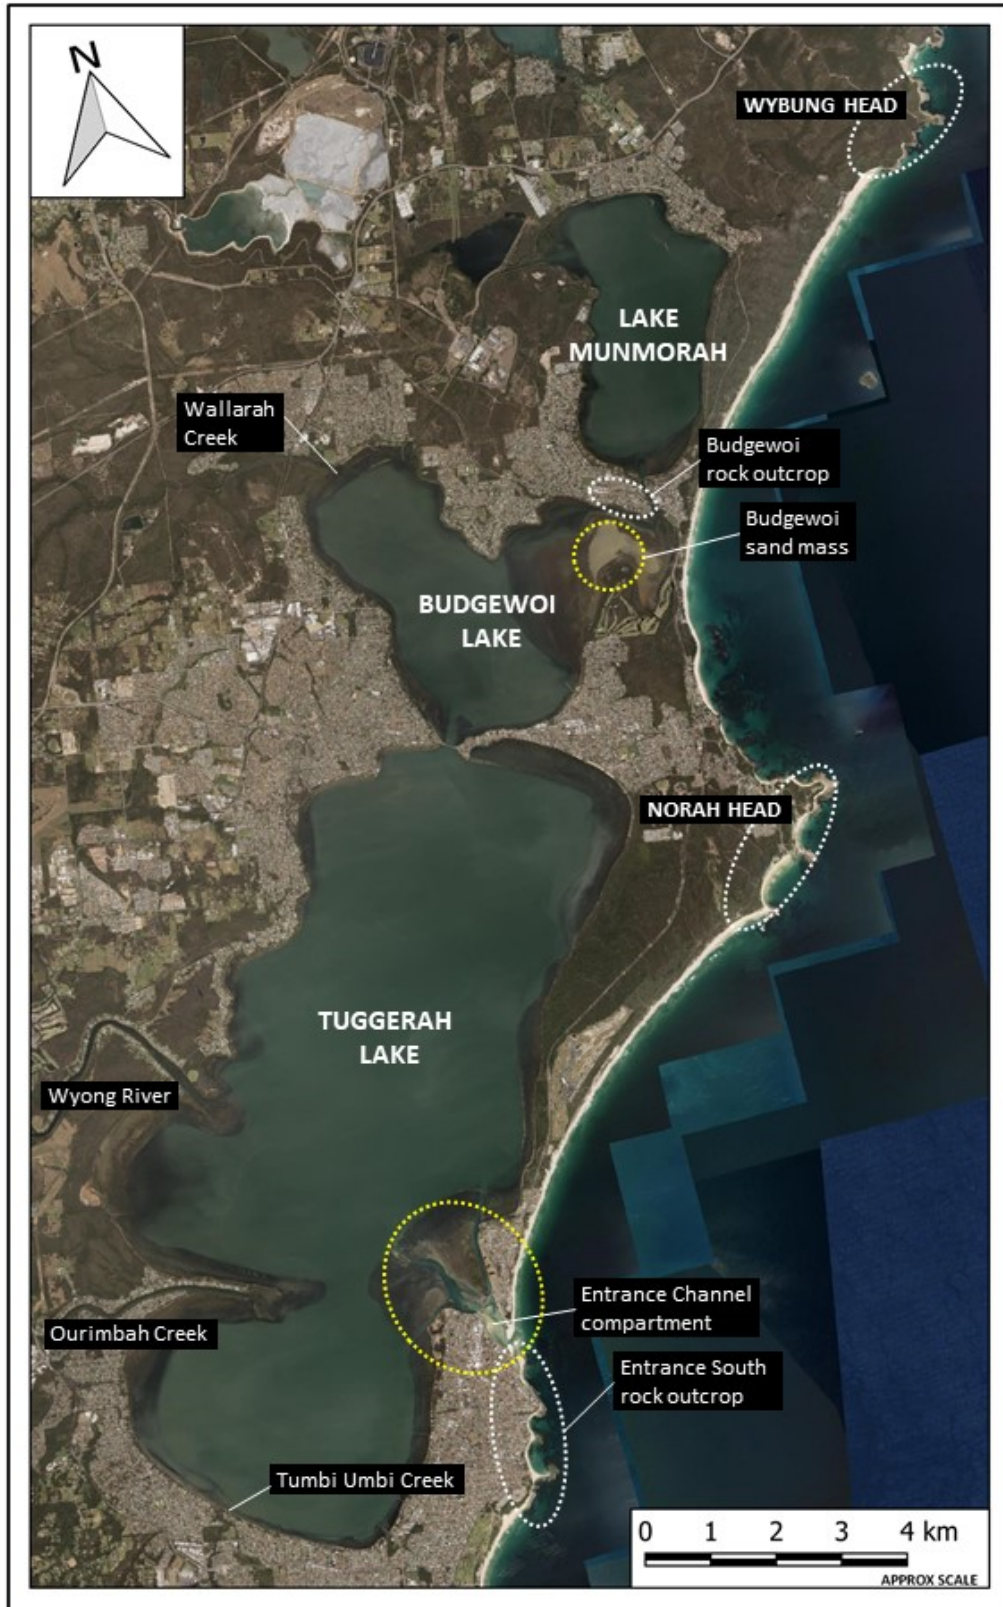 N
WYBUNG HEAD
LAKE
MUNMORAH
Wallarah
Creek
Budgewoi
rock outcrop
Budgewoi
sand mass
BUDGEWOI
LAKE
NORAH HEAD
TUGGERAH
LAKE
Wyong River
Entrance Channel
compartment
Ourimbah Creek
Entrance South
rock outcrop
Tumbi Umbi Creek
0 1 2 3 4 km
APPROX SCALE